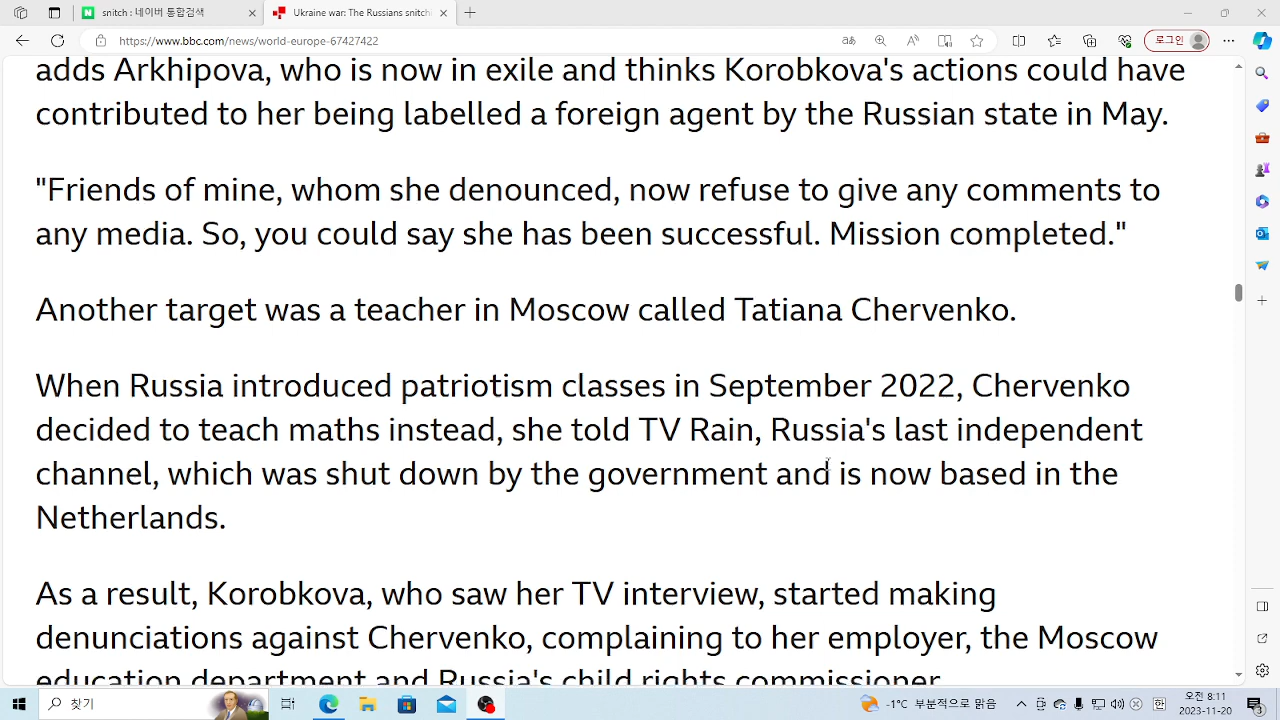 snitch : 네이버 통합검색
Ukraine war: The Russians snitchi
https://www.bbc.com/news/world-europe-67427422
로그인
adds Arkhipova, who is now in exile and thinks Korobkova's actions could have
contributed to her being labelled a foreign agent by the Russian state in May.
"Friends of mine, whom she denounced, now refuse to give any comments to
any media. So, you could say she has been successful. Mission completed."
Another target was a teacher in Moscow called Tatiana Chervenko.
When Russia introduced patriotism classes in September 2022, Chervenko
decided to teach maths instead, she told TV Rain, Russia's last independent
channel, which was shut down by the government and is now based in the
Netherlands.
As a result, Korobkova, who saw her TV interview, started making
denunciations against Chervenko, complaining to her employer, the Moscow
education department and Russia's child rights commissioner.
찾기
-1°C 부분적으로 맑음
오전 8:11
2023-11-20